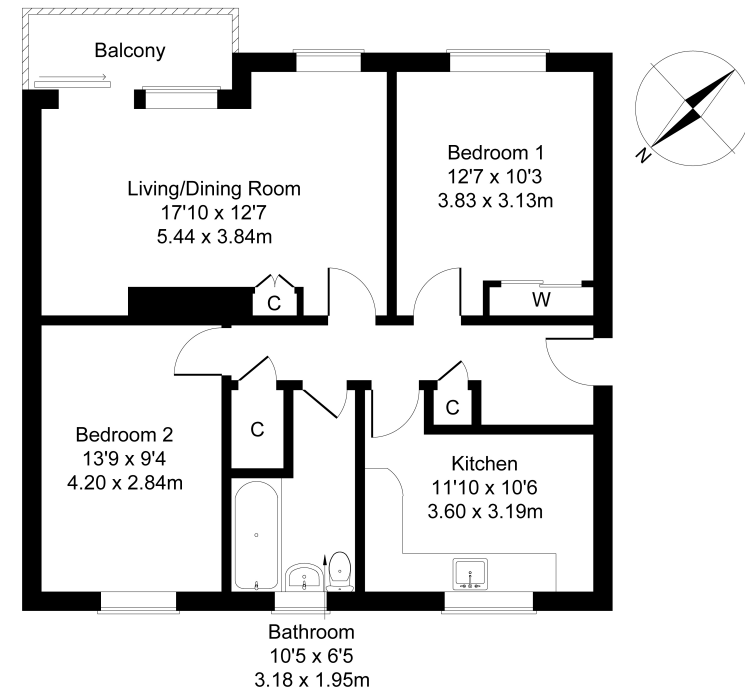 Balcony
N
Living/Dining Room
17'10 x 12'7
5.44 x 3.84m
Bedroom 1
12'7 x 10'3
3.83 x 3.13m
C
W
Bedroom 2
13'9 x 9'4
4.20 x 2.84m
C
C
Kitchen
11'10 x 10'6
3.60 x 3.19m
Bathroom
10'5 x 6'5
3.18 x 1.95m